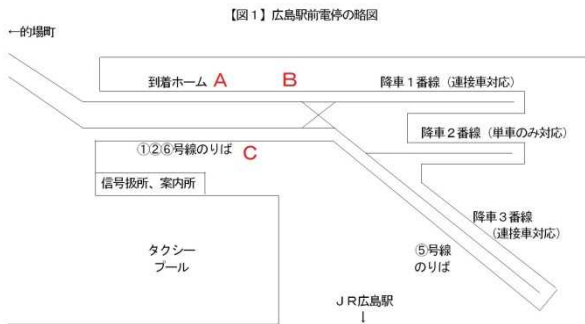 【図1】広島駅前電停の略図
←的場町
到着ホーム A B 降車1番線(連接車対応)
降車2番線(単車のみ対応)
①②⑥号線のりば C
信号扱所、案内所
降車3番線
(連接車対応)
タクシー
プール
⑤号線
のりば
JR広島駅
↓